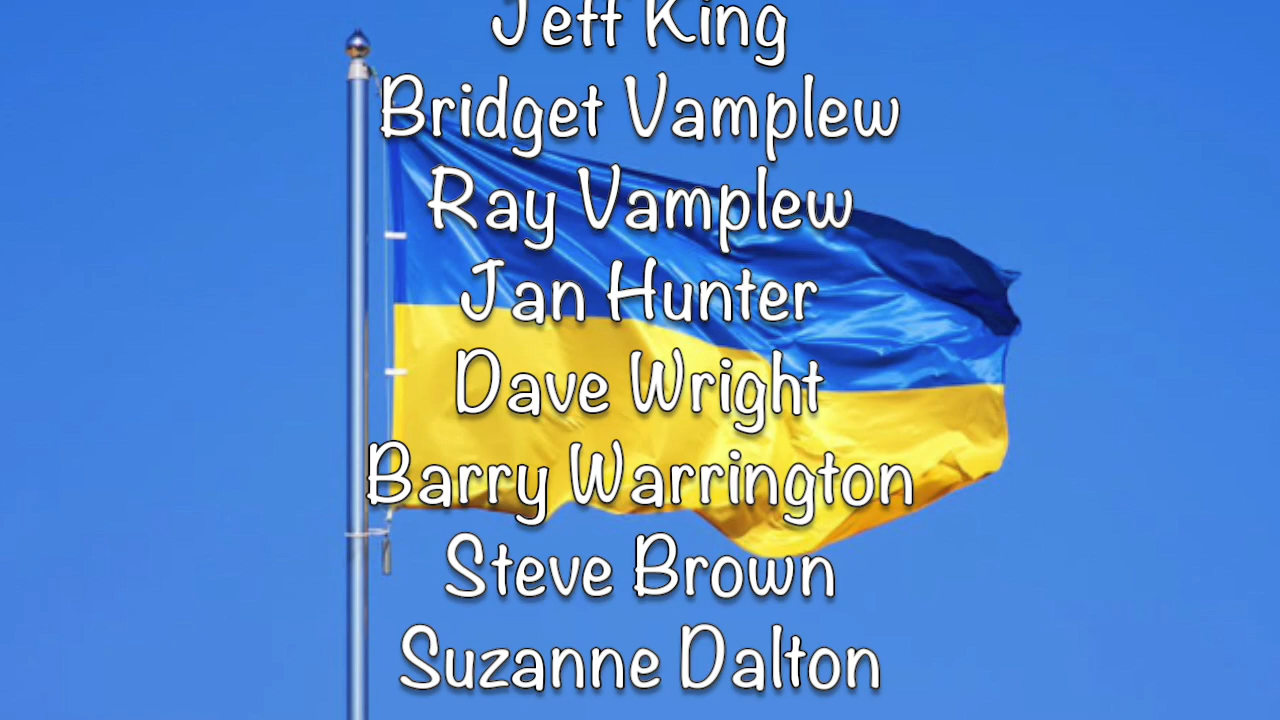 Jeff King
Bridget Vamplew
Ray Vamplew
Jan Hunter
Dave Wright
Barry Warrington
Steve Brown
Suzanne Dalton